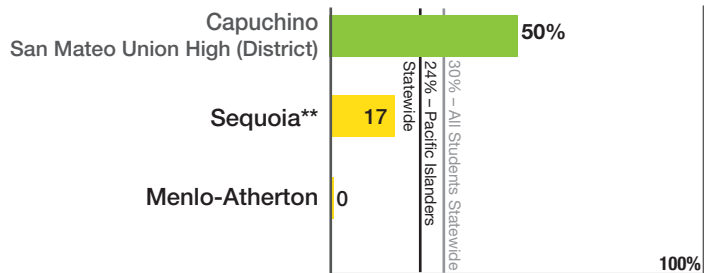 Capuchino
San Mateo Union High (District)
50%
Sequoia**
17
Menlo-Atherton
0
24% – Pacific Islanders
Statewide
30% – All Students Statewide
100%